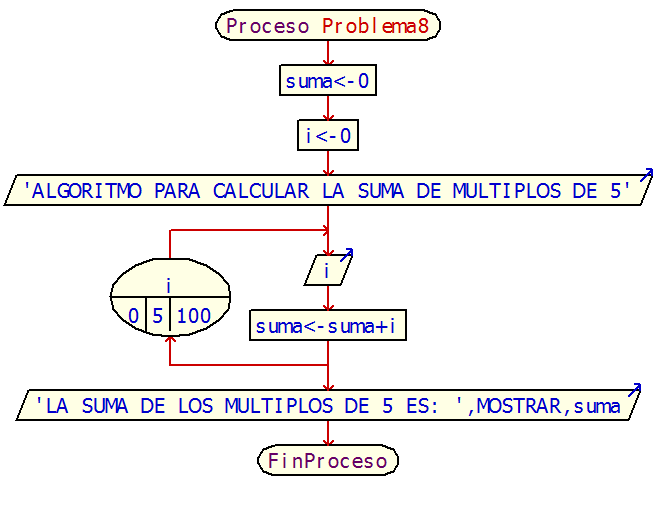 Proceso Problema8
suma<-0
i<-0
'ALGORITMO PARA CALCULAR LA SUMA DE MULTIPLOS DE 5'
i
i
0 5 100
suma<-suma+i
'LA SUMA DE LOS MULTIPLOS DE 5 ES: ',MOSTRAR,suma
FinProceso